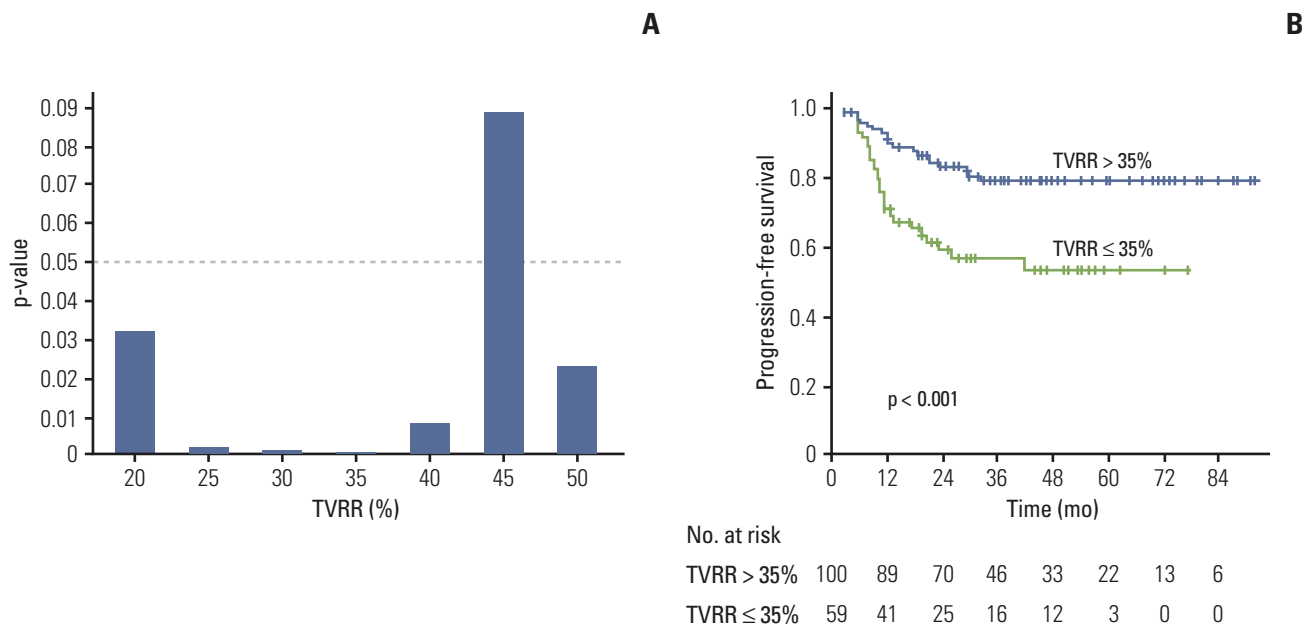 A
0.09
0.08
0.07
0.06
0.05
0.04
0.03
0.02
0.01
0
p-value
20 25 30 35 40 45 50
TVRR (%)
B
1.0
0.8
0.6
0.4
0.2
0
Progression-free survival
TVRR > 35%
TVRR ≤ 35%
p < 0.001
0 12 24 36 48 60 72 84
Time (mo)
No. at risk
TVRR > 35% 100 89 70 46 33 22 13 6
TVRR ≤ 35% 59 41 25 16 12 3 0 0